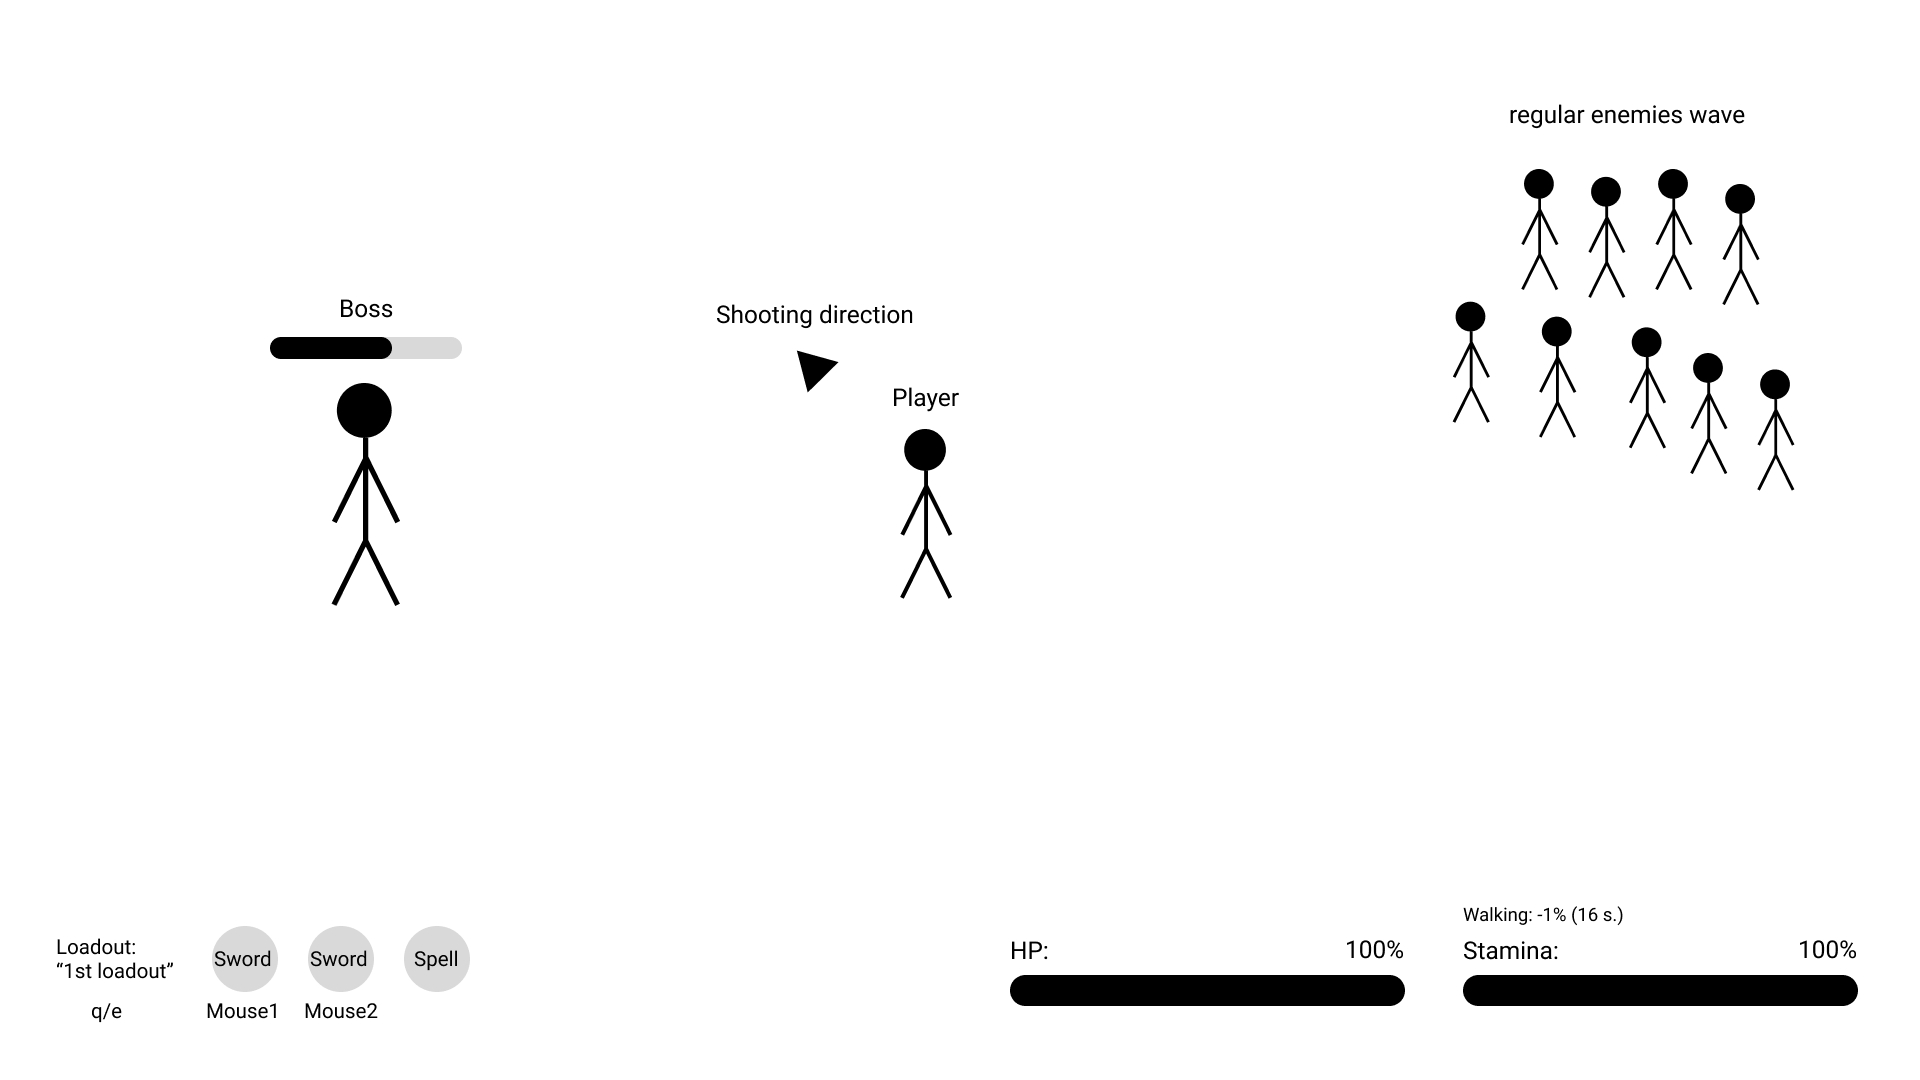 regular enemies wave
Boss
Shooting direction
Player
Walking: -1% (16 s.)
Loadout:
“1st loadout”
Sword
Sword
Spell
HP:
100%
Stamina:
100%
q/e
Mouse1
Mouse2